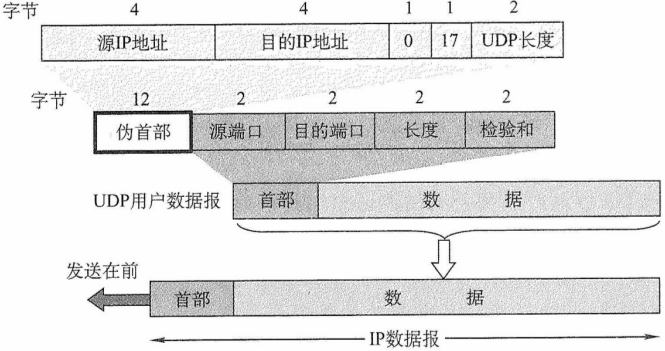 字节 4 4 1 1 2
源IP地址 目的IP地址 0 17 UDP长度
字节 12 2 2 2 2
伪首部 源端口 目的端口 长度 检验和
UDP用户数据报 首部 数 据
发送在前
首部 数 据
IP数据报